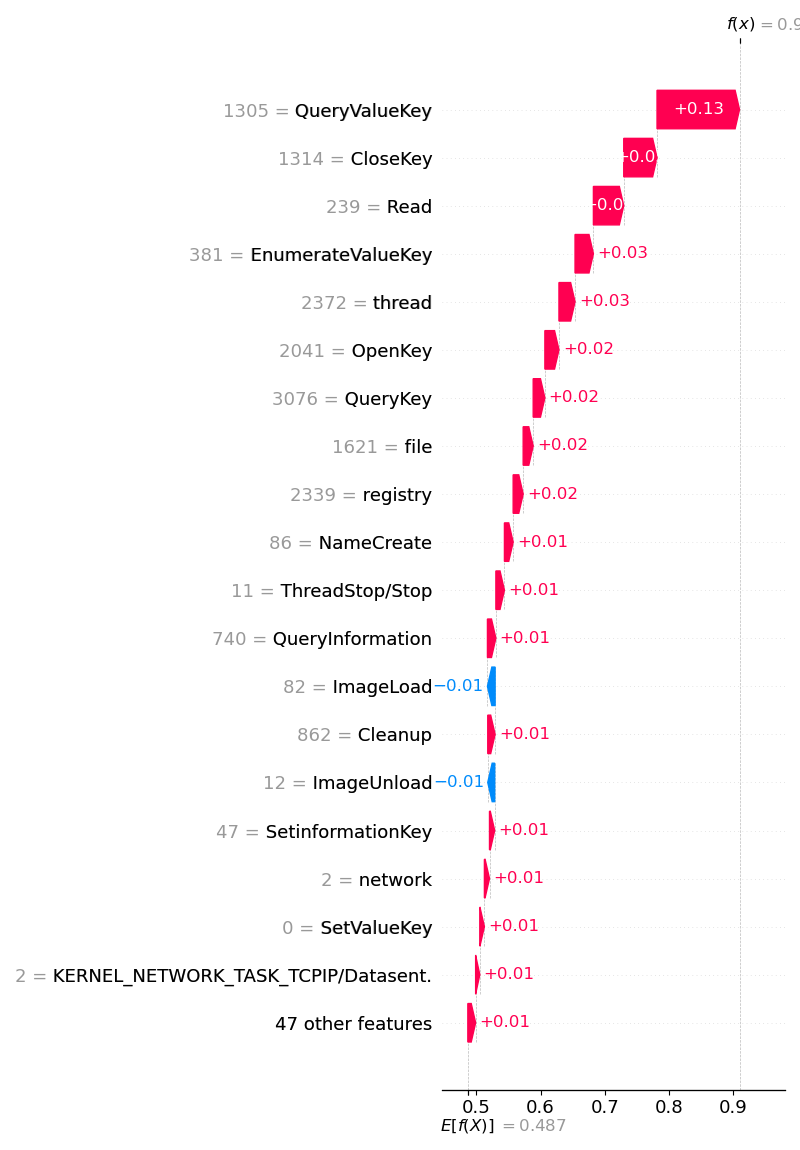 f(x) = 0.9
1305 = QueryValueKey +0.13
1314 = CloseKey +0.0
239 = Read 0.0
381 = EnumerateValueKey +0.03
2372 = thread +0.03
2041 = OpenKey +0.02
3076 = QueryKey +0.02
1621 = file +0.02
2339 = registry +0.02
86 = NameCreate +0.01
11 = ThreadStop/Stop +0.01
740 = QueryInformation +0.01
82 = ImageLoad −0.01
862 = Cleanup +0.01
12 = ImageUnload −0.01
47 = SetinformationKey +0.01
2 = network +0.01
0 = SetValueKey +0.01
2 = KERNEL_NETWORK_TASK_TCPIP/Datasent. +0.01
47 other features +0.01
0.5 0.6 0.7 0.8 0.9
E[f(X)] = 0.487